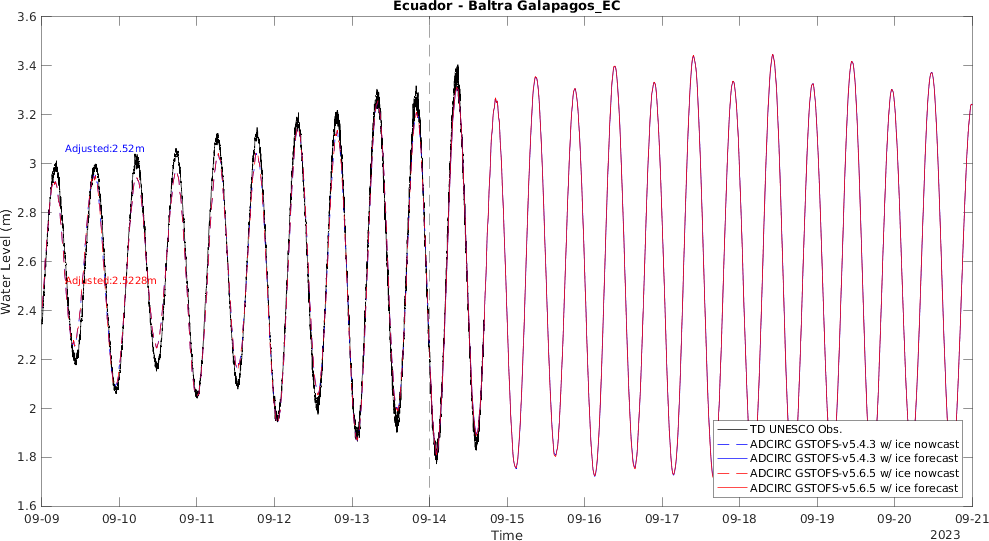 Ecuador - Baltra Galapagos_EC
3.6
3.4
3.2
3
2.8
2.6
2.4
2.2
2
1.8
1.6
Water Level (m)
Adjusted:2.52m
Adjusted:2.5228m
TD UNESCO Obs.
ADCIRC GSTOFS-v5.4.3 w/ ice nowcast
ADCIRC GSTOFS-v5.4.3 w/ ice forecast
ADCIRC GSTOFS-v5.6.5 w/ ice nowcast
ADCIRC GSTOFS-v5.6.5 w/ ice forecast
09-09 09-10 09-11 09-12 09-13 09-14 09-15 09-16 09-17 09-18 09-19 09-20 09-21
Time
2023